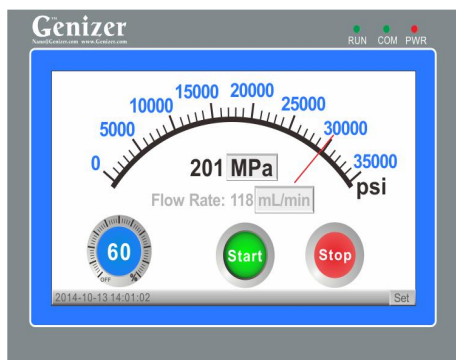 Genizer
Name@Genizer.com www.Genizer.com
RUN COM PWR
0
5000
10000
15000
20000
25000
30000
35000
psi
201 MPa
Flow Rate: 118 mL/min
60
OFF %
Start
Stop
2014-10-13 14:01:02
Set